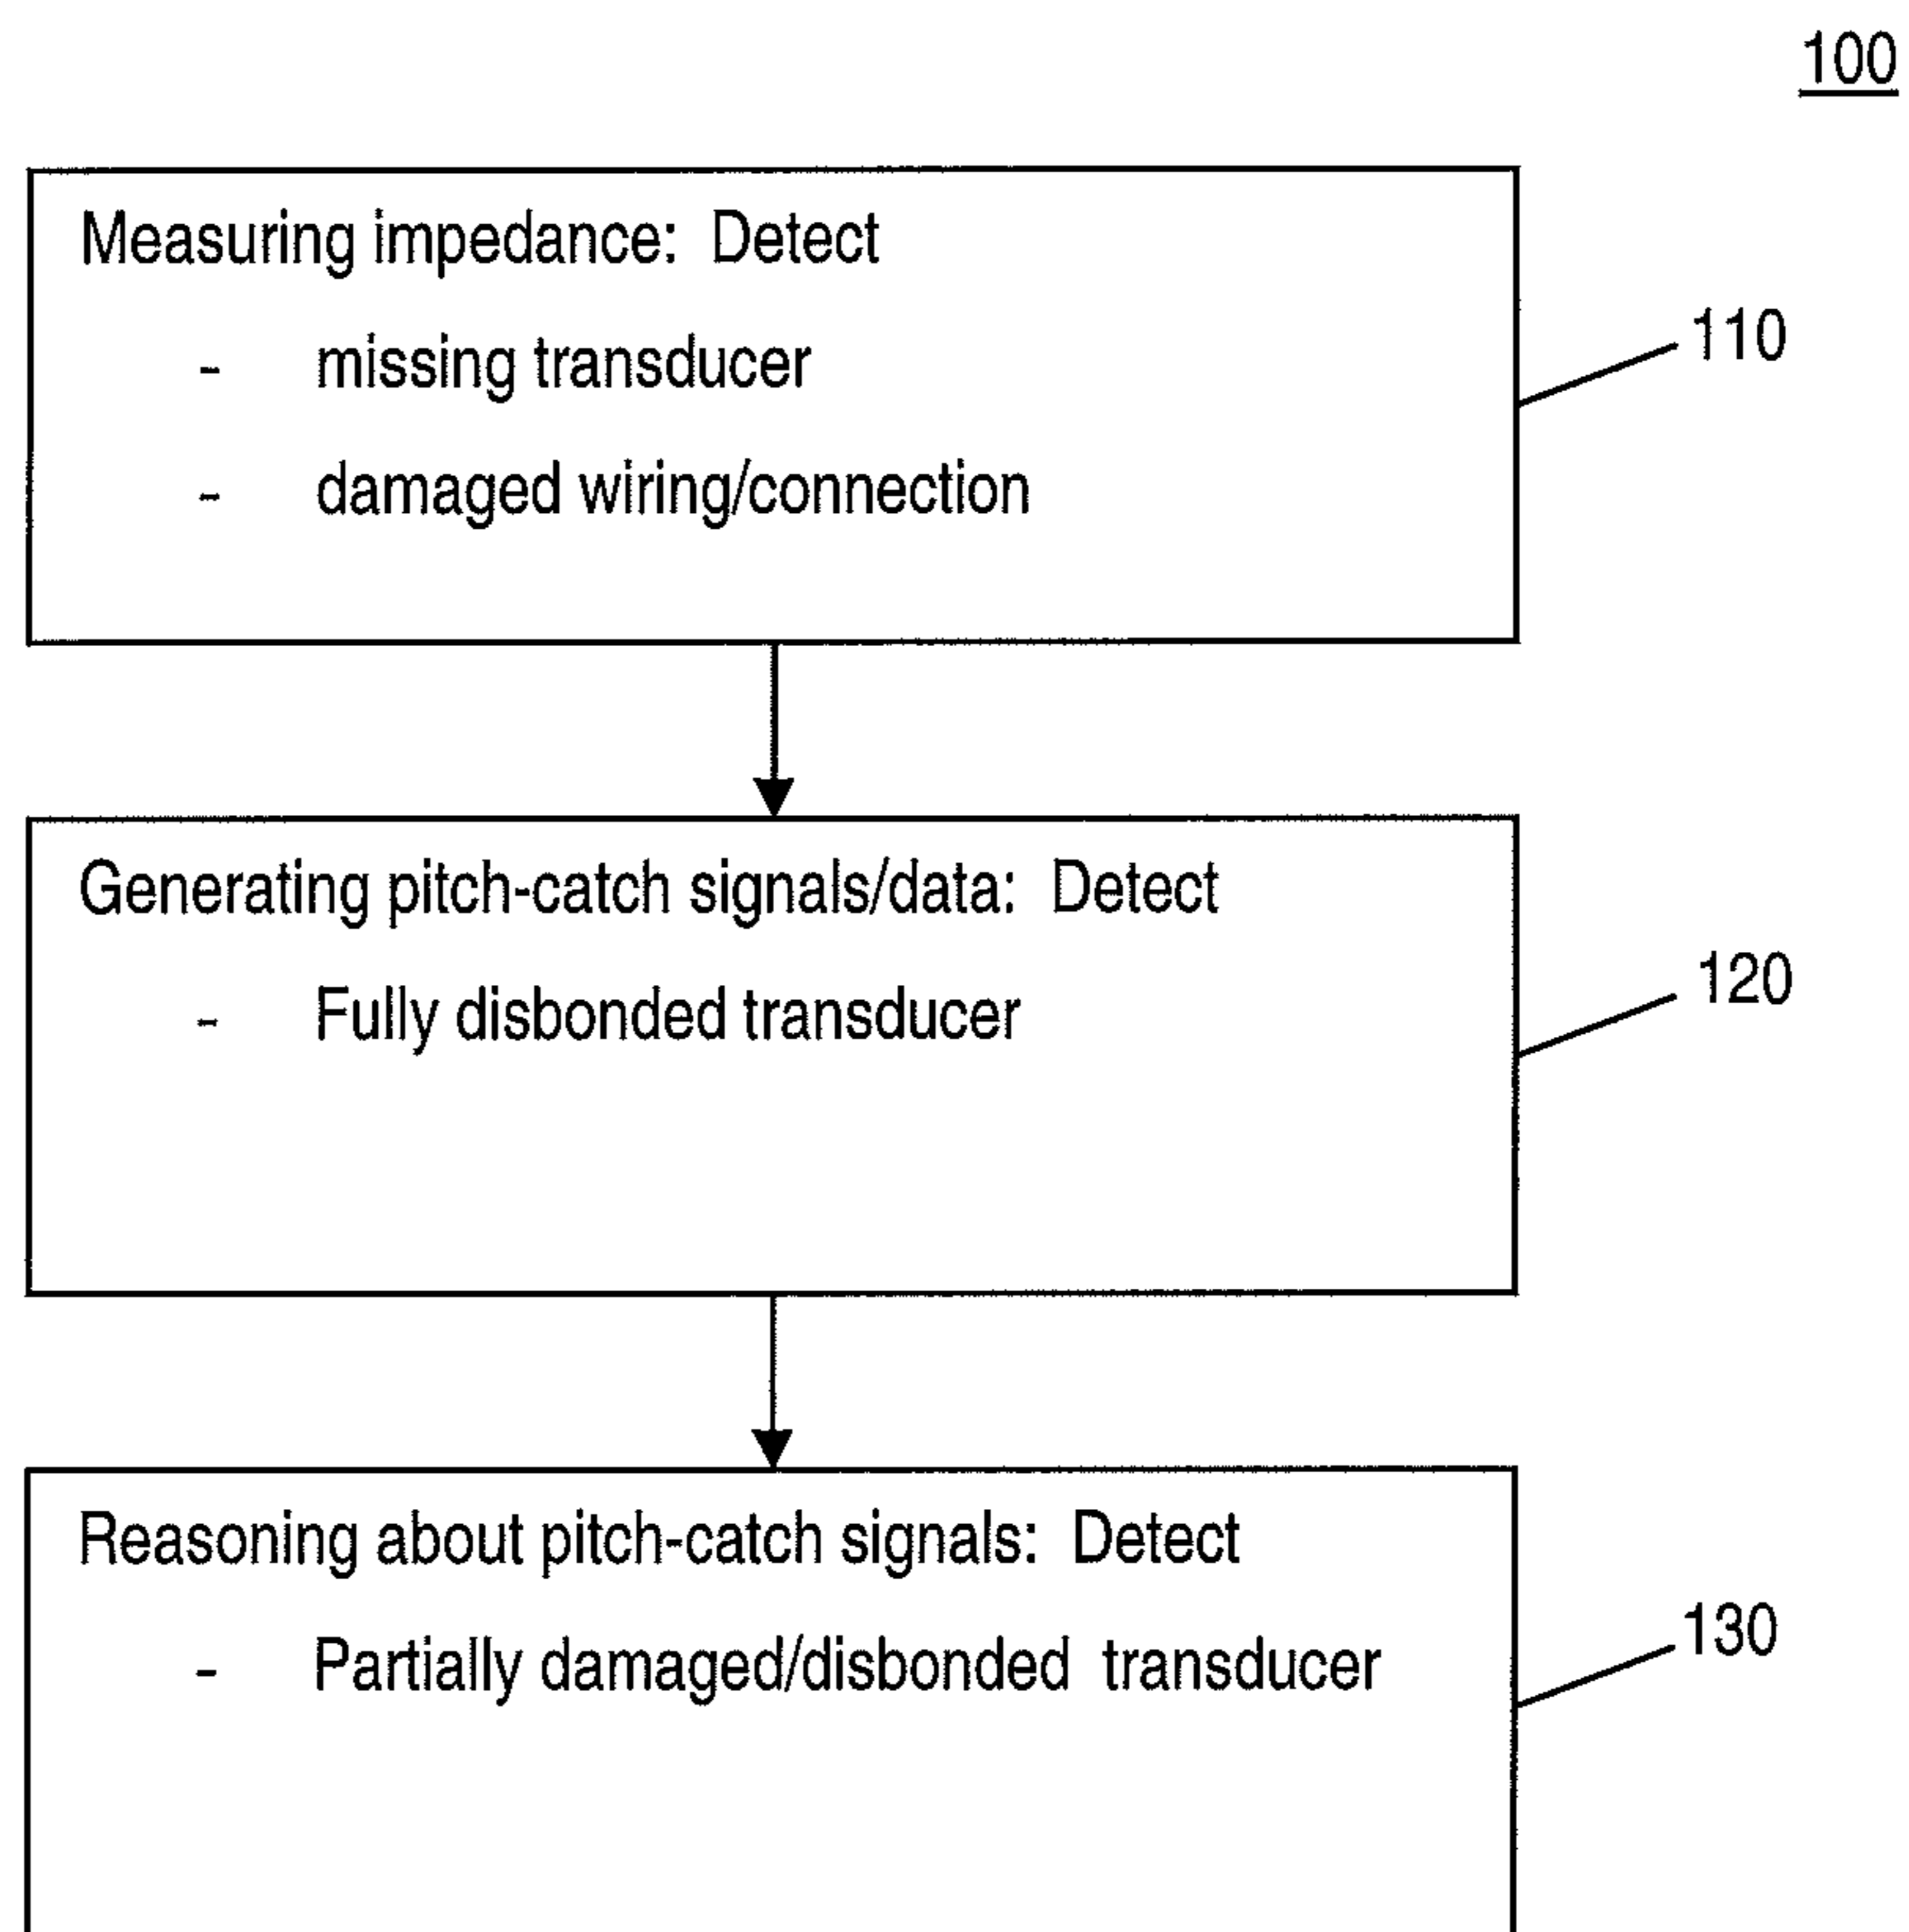 100
Measuring impedance: Detect
- missing transducer
- damaged wiring/connection
110
Generating pitch-catch signals/data: Detect
- Fully disbonded transducer
120
Reasoning about pitch-catch signals: Detect
- Partially damaged/disbonded transducer
130